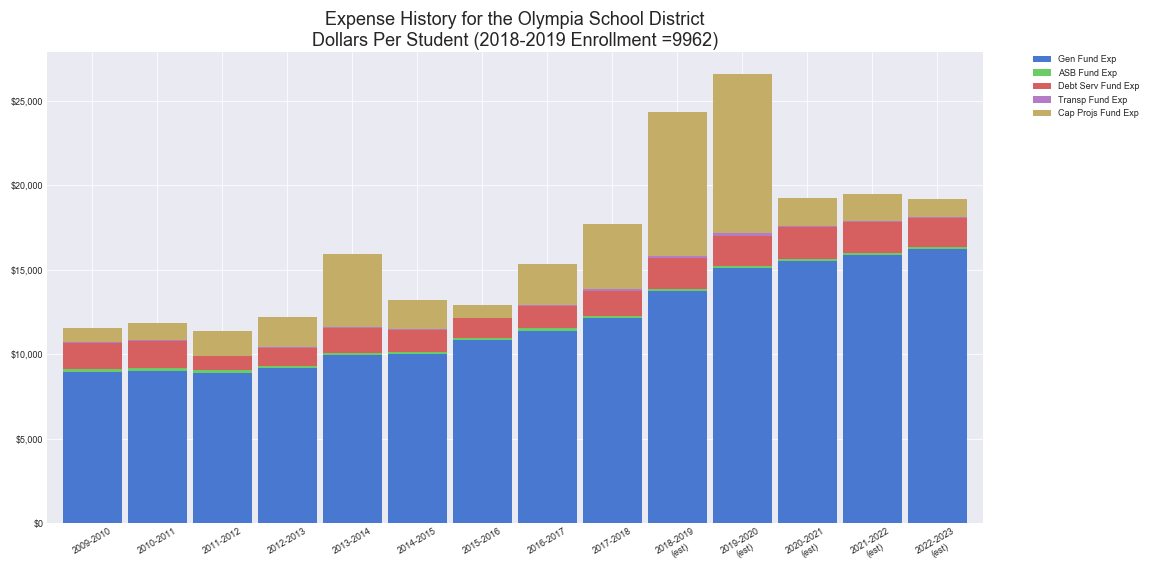 Expense History for the Olympia School District
Dollars Per Student (2018-2019 Enrollment =9962)
Gen Fund Exp
ASB Fund Exp
Debt Serv Fund Exp
Transp Fund Exp
Cap Projs Fund Exp
$25,000
$20,000
$15,000
$10,000
$5,000
$0
2009-2010
2010-2011
2011-2012
2012-2013
2013-2014
2014-2015
2015-2016
2016-2017
2017-2018
2018-2019
(est)
2019-2020
(est)
2020-2021
(est)
2021-2022
(est)
2022-2023
(est)